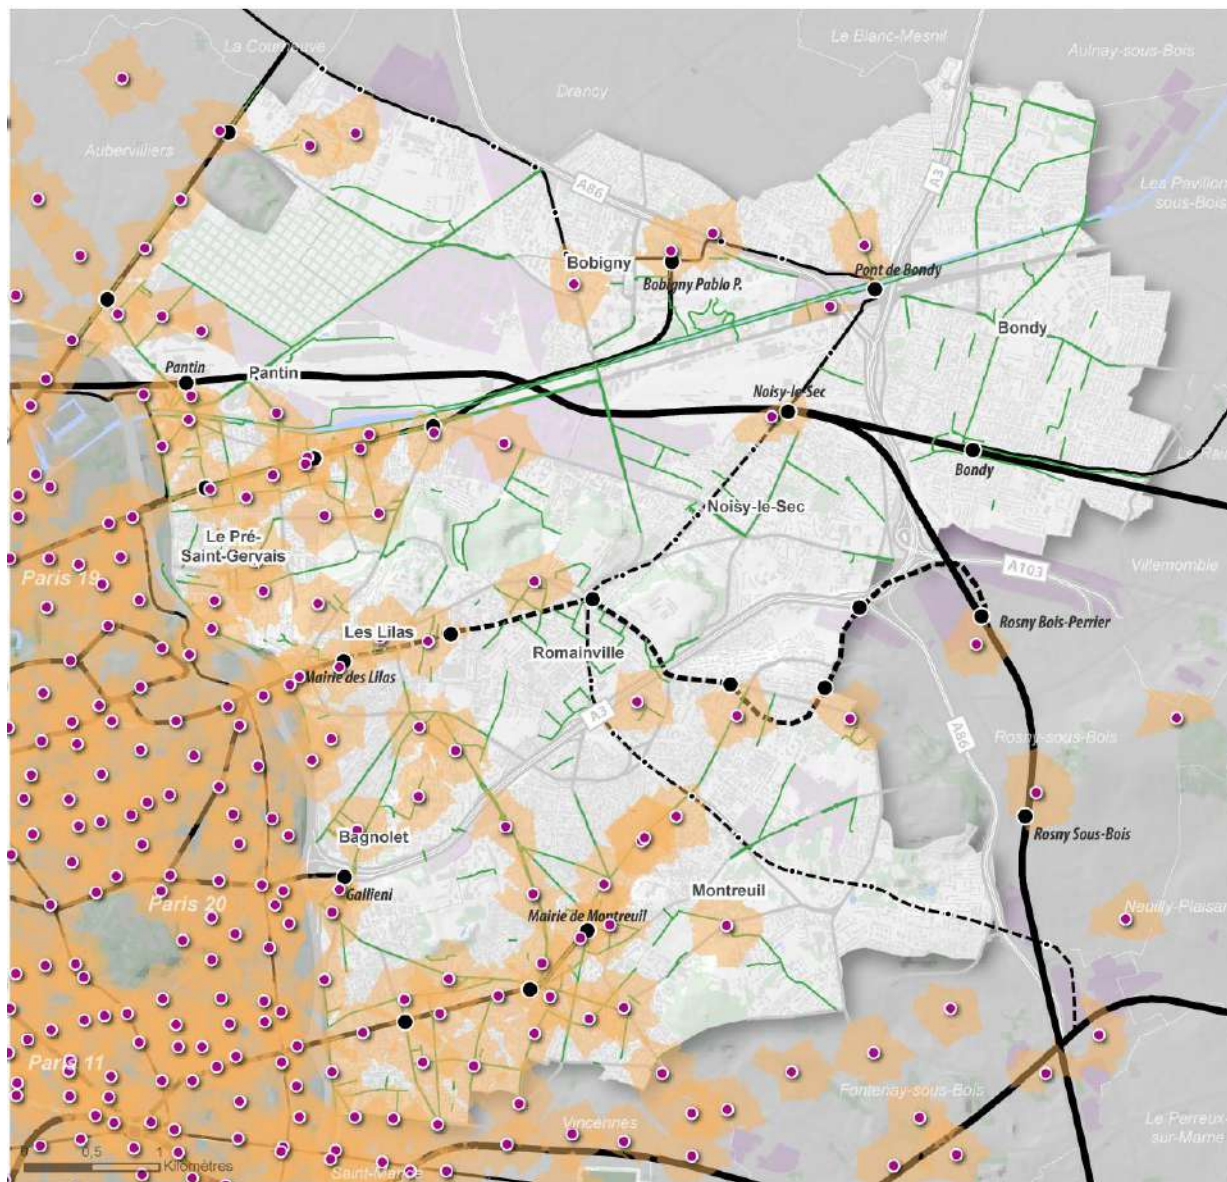 La Courneuve
Le Blanc-Mesnil
Aulnay-sous-Bois
Drancy
Aubervilliers
A86
A3
Les Pavillons
sous-Bois
Bobigny
Bobigny Pablo P.
Pont de Bondy
Bondy
Pantin
Pantin
Noisy-le-Sec
Bondy
Noisy-le-Sec
Le Pré-
Saint-Gervais
Paris 19
A103
Villemomble
Rosny Bois-Perrier
Les Lilas
Romainville
Mairie des Lilas
A3
A86
Rosny-sous-Bois
Bagnolet
Rosny Sous-Bois
Gallieni
Montreuil
Paris 20
Mairie de Montreuil
Neuilly-Plaisan
Paris 11
Fontenay-sous-Bois
Vincennes
Le Perreux-
sur-Marne
0 0,5 1
Kilomètres
Saint-Mandé